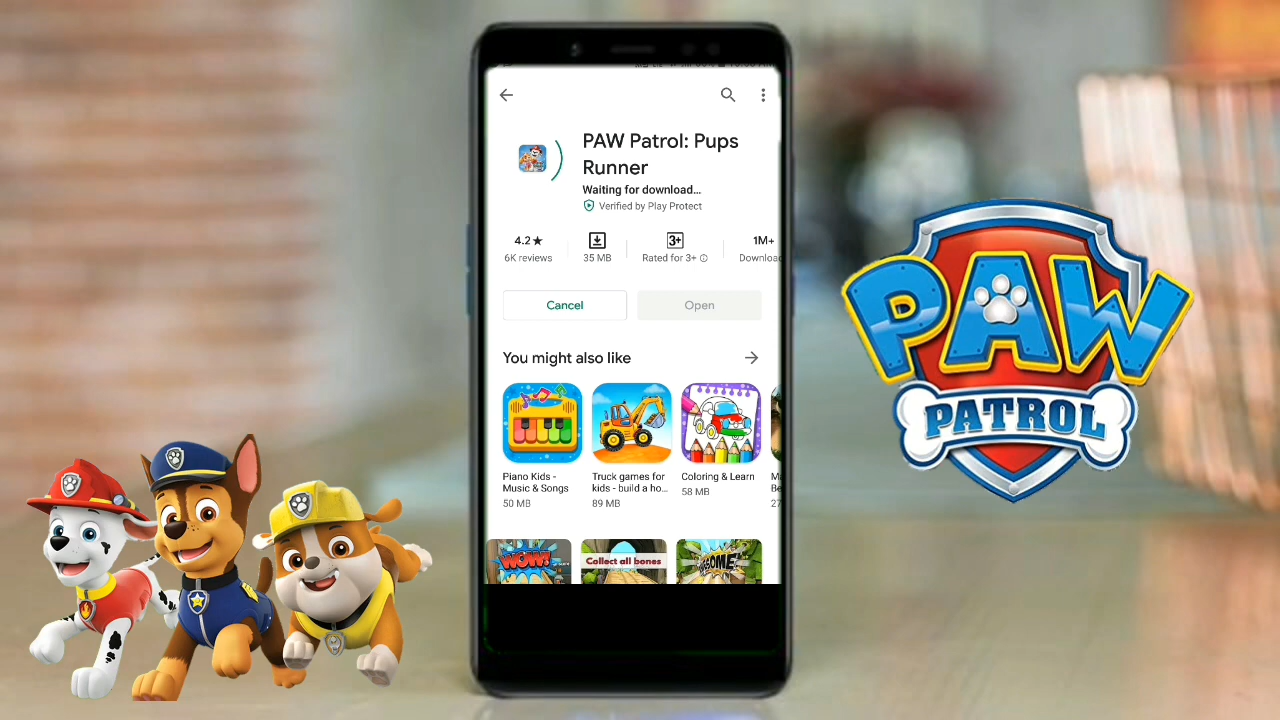 PAW Patrol: Pups
Runner
Waiting for download...
Verified by Play Protect
4.2★
6K reviews
35 MB
3+
Rated for 3+
1M+
Cancel
Open
You might also like
Piano Kids -
Music & Songs
50 MB
Truck games for
kids - build a ho...
89 MB
Coloring & Learn
58 MB
WOW!
Collect all bones
AWESOME!
PAW
PATROL